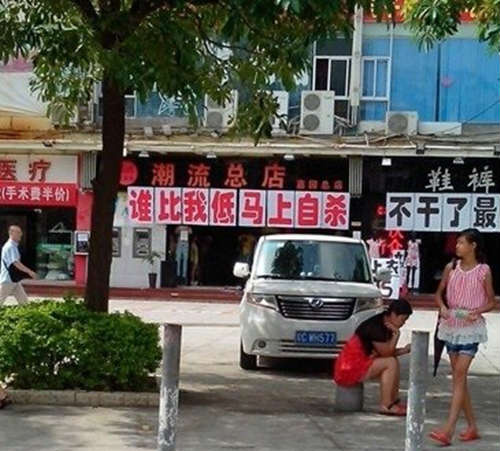 医疗
(手术费半价)
潮流总店
谁比我低马上自杀
鞋裤
不干了最